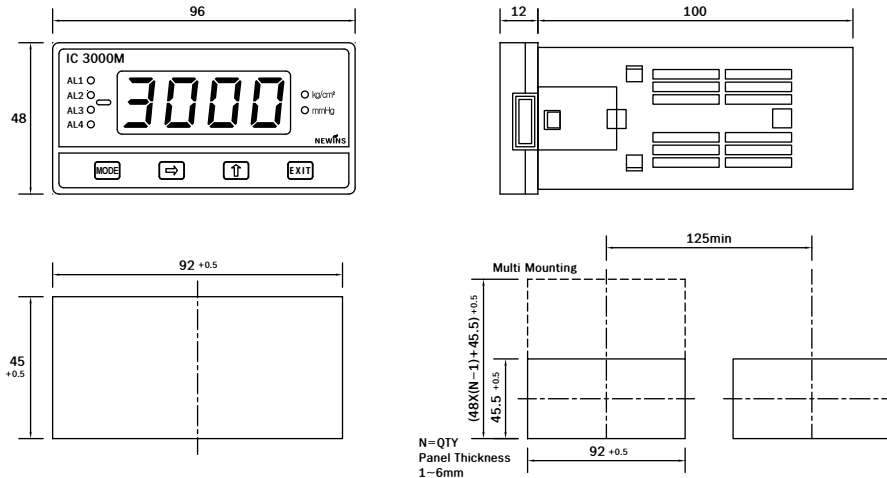 96
12
100
IC 3000M
AL1
AL2
AL3
AL4
3000
kg/cm²
mmHg
NEWINS
48
MODE
EXIT
125min
92 +0.5
Multi Mounting
45
+0.5
(48X(N−1)+45.5) +0.5
45.5 +0.5
N=QTY
Panel Thickness
1~6mm
92 +0.5